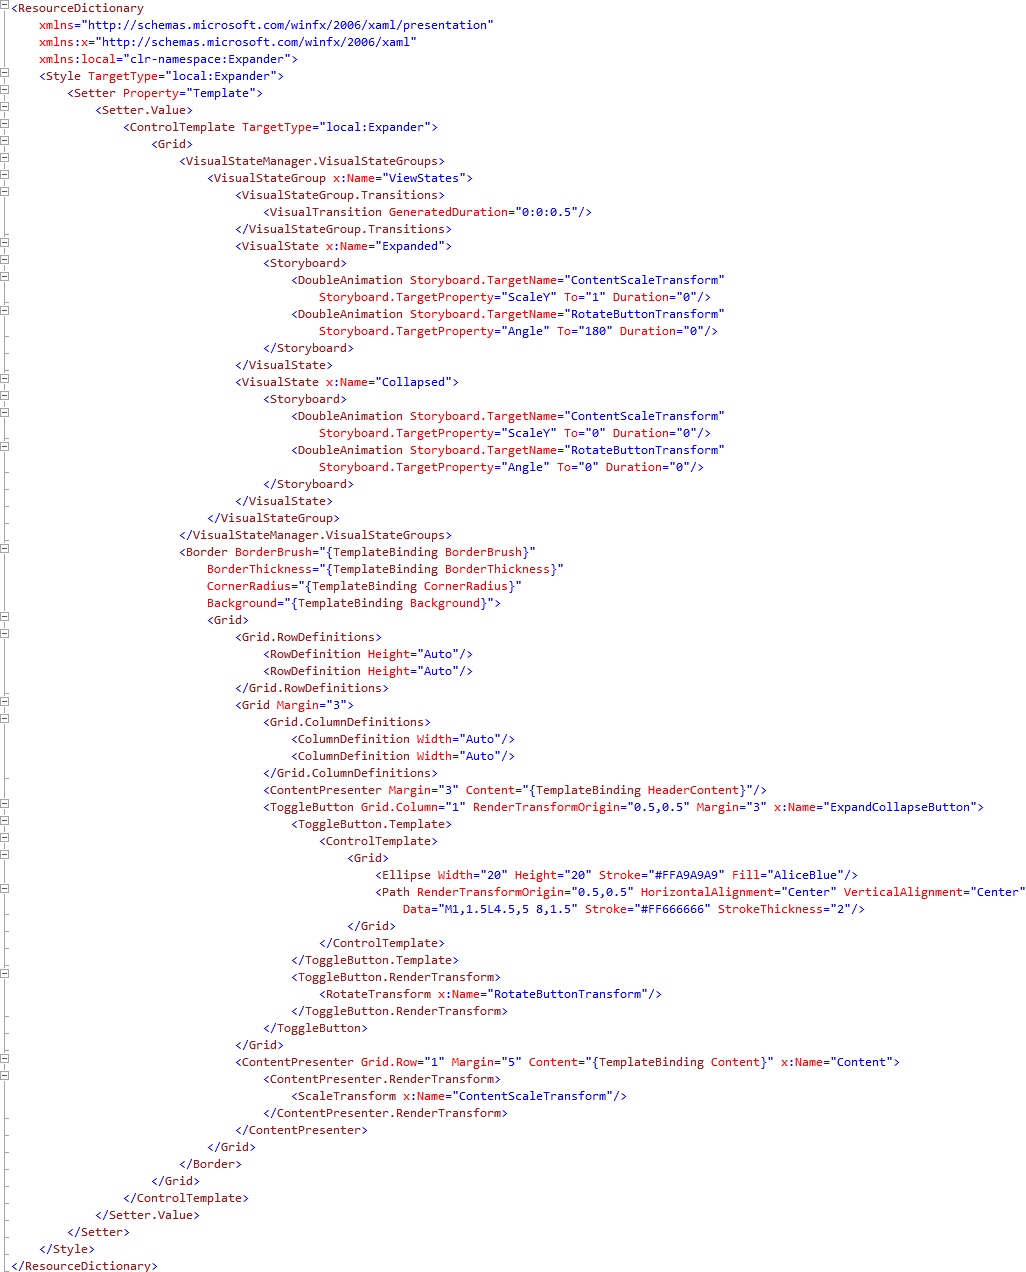 <ResourceDictionary
xmlns="http://schemas.microsoft.com/winfx/2006/xaml/presentation"
xmlns:x="http://schemas.microsoft.com/winfx/2006/xaml"
xmlns:local="clr-namespace:Expander">
<Style TargetType="local:Expander">
<Setter Property="Template">
<Setter.Value>
<ControlTemplate TargetType="local:Expander">
<Grid>
<VisualStateManager.VisualStateGroups>
<VisualStateGroup x:Name="ViewStates">
<VisualStateGroup.Transitions>
<VisualTransition GeneratedDuration="0:0:0.5"/>
</VisualStateGroup.Transitions>
<VisualState x:Name="Expanded">
<Storyboard>
<DoubleAnimation Storyboard.TargetName="ContentScaleTransform"
Storyboard.TargetProperty="ScaleY" To="1" Duration="0"/>
<DoubleAnimation Storyboard.TargetName="RotateButtonTransform"
Storyboard.TargetProperty="Angle" To="180" Duration="0"/>
</Storyboard>
</VisualState>
<VisualState x:Name="Collapsed">
<Storyboard>
<DoubleAnimation Storyboard.TargetName="ContentScaleTransform"
Storyboard.TargetProperty="ScaleY" To="0" Duration="0"/>
<DoubleAnimation Storyboard.TargetName="RotateButtonTransform"
Storyboard.TargetProperty="Angle" To="0" Duration="0"/>
</Storyboard>
</VisualState>
</VisualStateGroup>
</VisualStateManager.VisualStateGroups>
<Border BorderBrush="{TemplateBinding BorderBrush}"
BorderThickness="{TemplateBinding BorderThickness}"
CornerRadius="{TemplateBinding CornerRadius}"
Background="{TemplateBinding Background}">
<Grid>
<Grid.RowDefinitions>
<RowDefinition Height="Auto"/>
<RowDefinition Height="Auto"/>
</Grid.RowDefinitions>
<Grid Margin="3">
<Grid.ColumnDefinitions>
<ColumnDefinition Width="Auto"/>
<ColumnDefinition Width="Auto"/>
</Grid.ColumnDefinitions>
<ContentPresenter Margin="3" Content="{TemplateBinding HeaderContent}"/>
<ToggleButton Grid.Column="1" RenderTransformOrigin="0.5,0.5" Margin="3" x:Name="ExpandCollapseButton">
<ToggleButton.Template>
<ControlTemplate>
<Grid>
<Ellipse Width="20" Height="20" Stroke="#FFA9A9A9" Fill="AliceBlue"/>
<Path RenderTransformOrigin="0.5,0.5" HorizontalAlignment="Center" VerticalAlignment="Center"
Data="M1,1.5L4.5,5 8,1.5" Stroke="#FF666666" StrokeThickness="2"/>
</Grid>
</ControlTemplate>
</ToggleButton.Template>
<ToggleButton.RenderTransform>
<RotateTransform x:Name="RotateButtonTransform"/>
</ToggleButton.RenderTransform>
</ToggleButton>
</Grid>
<ContentPresenter Grid.Row="1" Margin="5" Content="{TemplateBinding Content}" x:Name="Content">
<ContentPresenter.RenderTransform>
<ScaleTransform x:Name="ContentScaleTransform"/>
</ContentPresenter.RenderTransform>
</ContentPresenter>
</Grid>
</Border>
</Grid>
</ControlTemplate>
</Setter.Value>
</Setter>
</Style>
</ResourceDictionary>